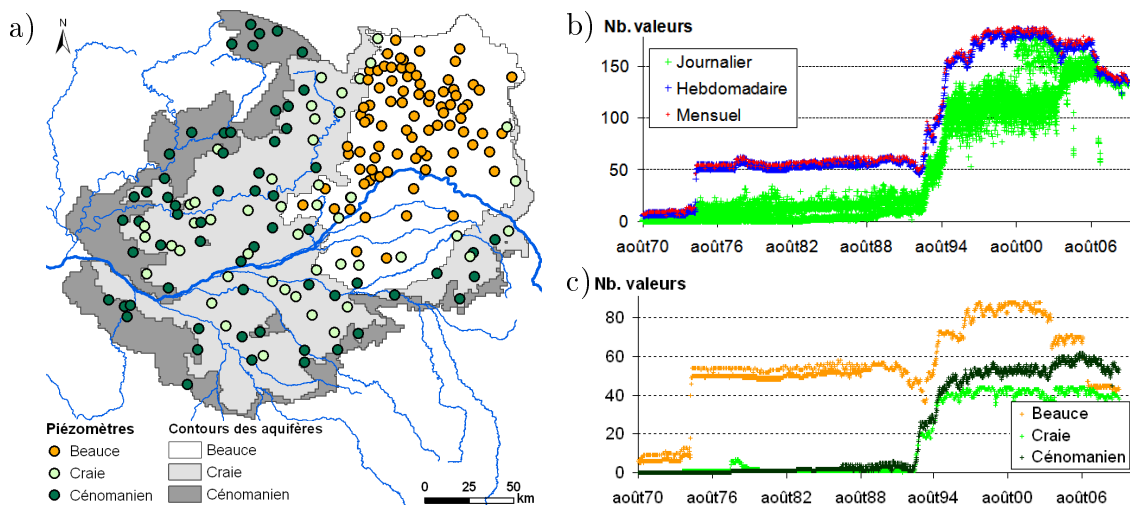 a)
N
Piézomètres
Beauce
Craie
Cénomanien
Contours des aquifères
Beauce
Craie
Cénomanien
0 25 50
km
b)
Nb. valeurs
Journalier
Hebdomadaire
Mensuel
150
100
50
0
août70 août76 août82 août88 août94 août00 août06
c)
Nb. valeurs
80
60
40
20
0
Beauce
Craie
Cénomanien
août70 août76 août82 août88 août94 août00 août06